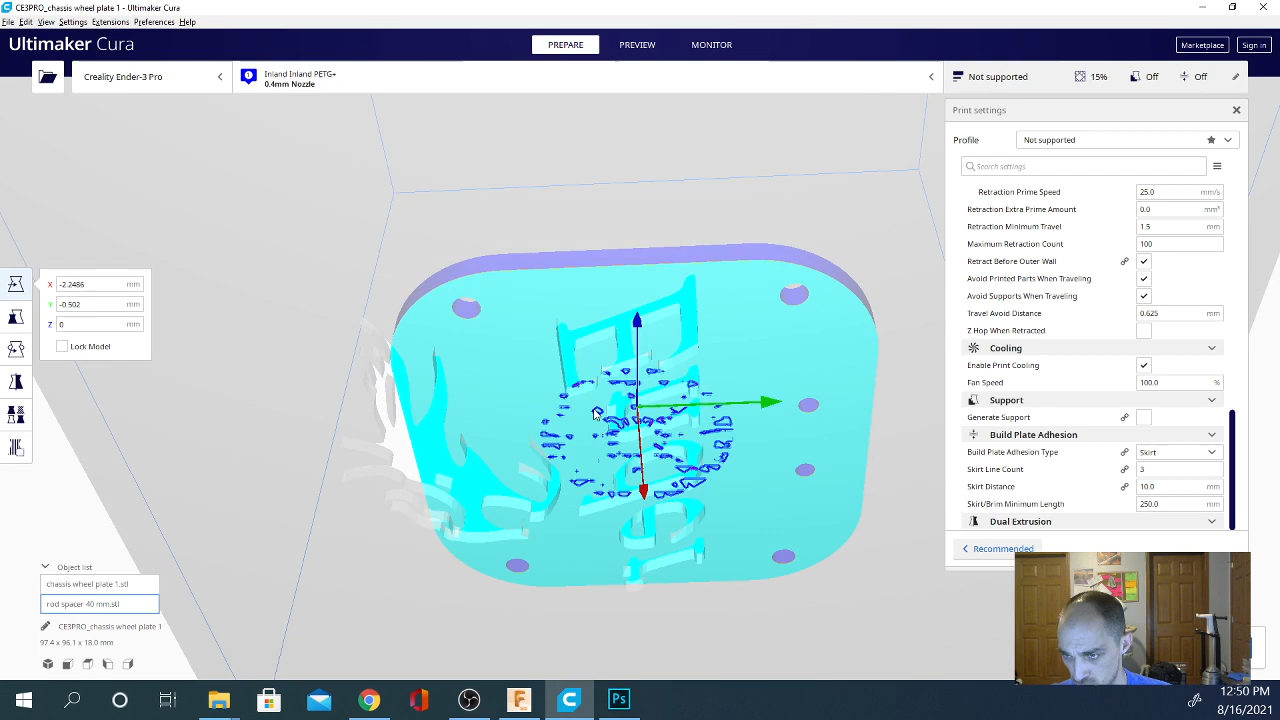 CE3PRO_chassis wheel plate 1 - Ultimaker Cura
File Edit View Settings Extensions Preferences Help
Ultimaker Cura
PREPARE
PREVIEW
MONITOR
Marketplace
Sign in
Creality Ender-3 Pro
1
Inland Inland PETG+
0.4mm Nozzle
Not supported
15%
Off
Off
Print settings
Profile
Not supported
Search settings
Retraction Prime Speed 25.0 mm/s
Retraction Extra Prime Amount 0.0 mm³
Retraction Minimum Travel 1.5 mm
Maximum Retraction Count 100
Retract Before Outer Wall
Avoid Printed Parts When Traveling
Avoid Supports When Traveling
Travel Avoid Distance 0.625 mm
Z Hop When Retracted
Cooling
Enable Print Cooling
Fan Speed 100.0 %
Support
Generate Support
Build Plate Adhesion
Build Plate Adhesion Type Skirt
Skirt Line Count 3
Skirt Distance 10.0 mm
Skirt/Brim Minimum Length 250.0 mm
Dual Extrusion
Recommended
X -2.2486 mm
Y -0.502 mm
Z 0 mm
Lock Model
Object list
chassis wheel plate 1.stl
rod spacer 40 mm.stl
CE3PRO_chassis wheel plate 1
97.4 x 96.1 x 18.0 mm
Ps
2:50 PM
8/16/2021